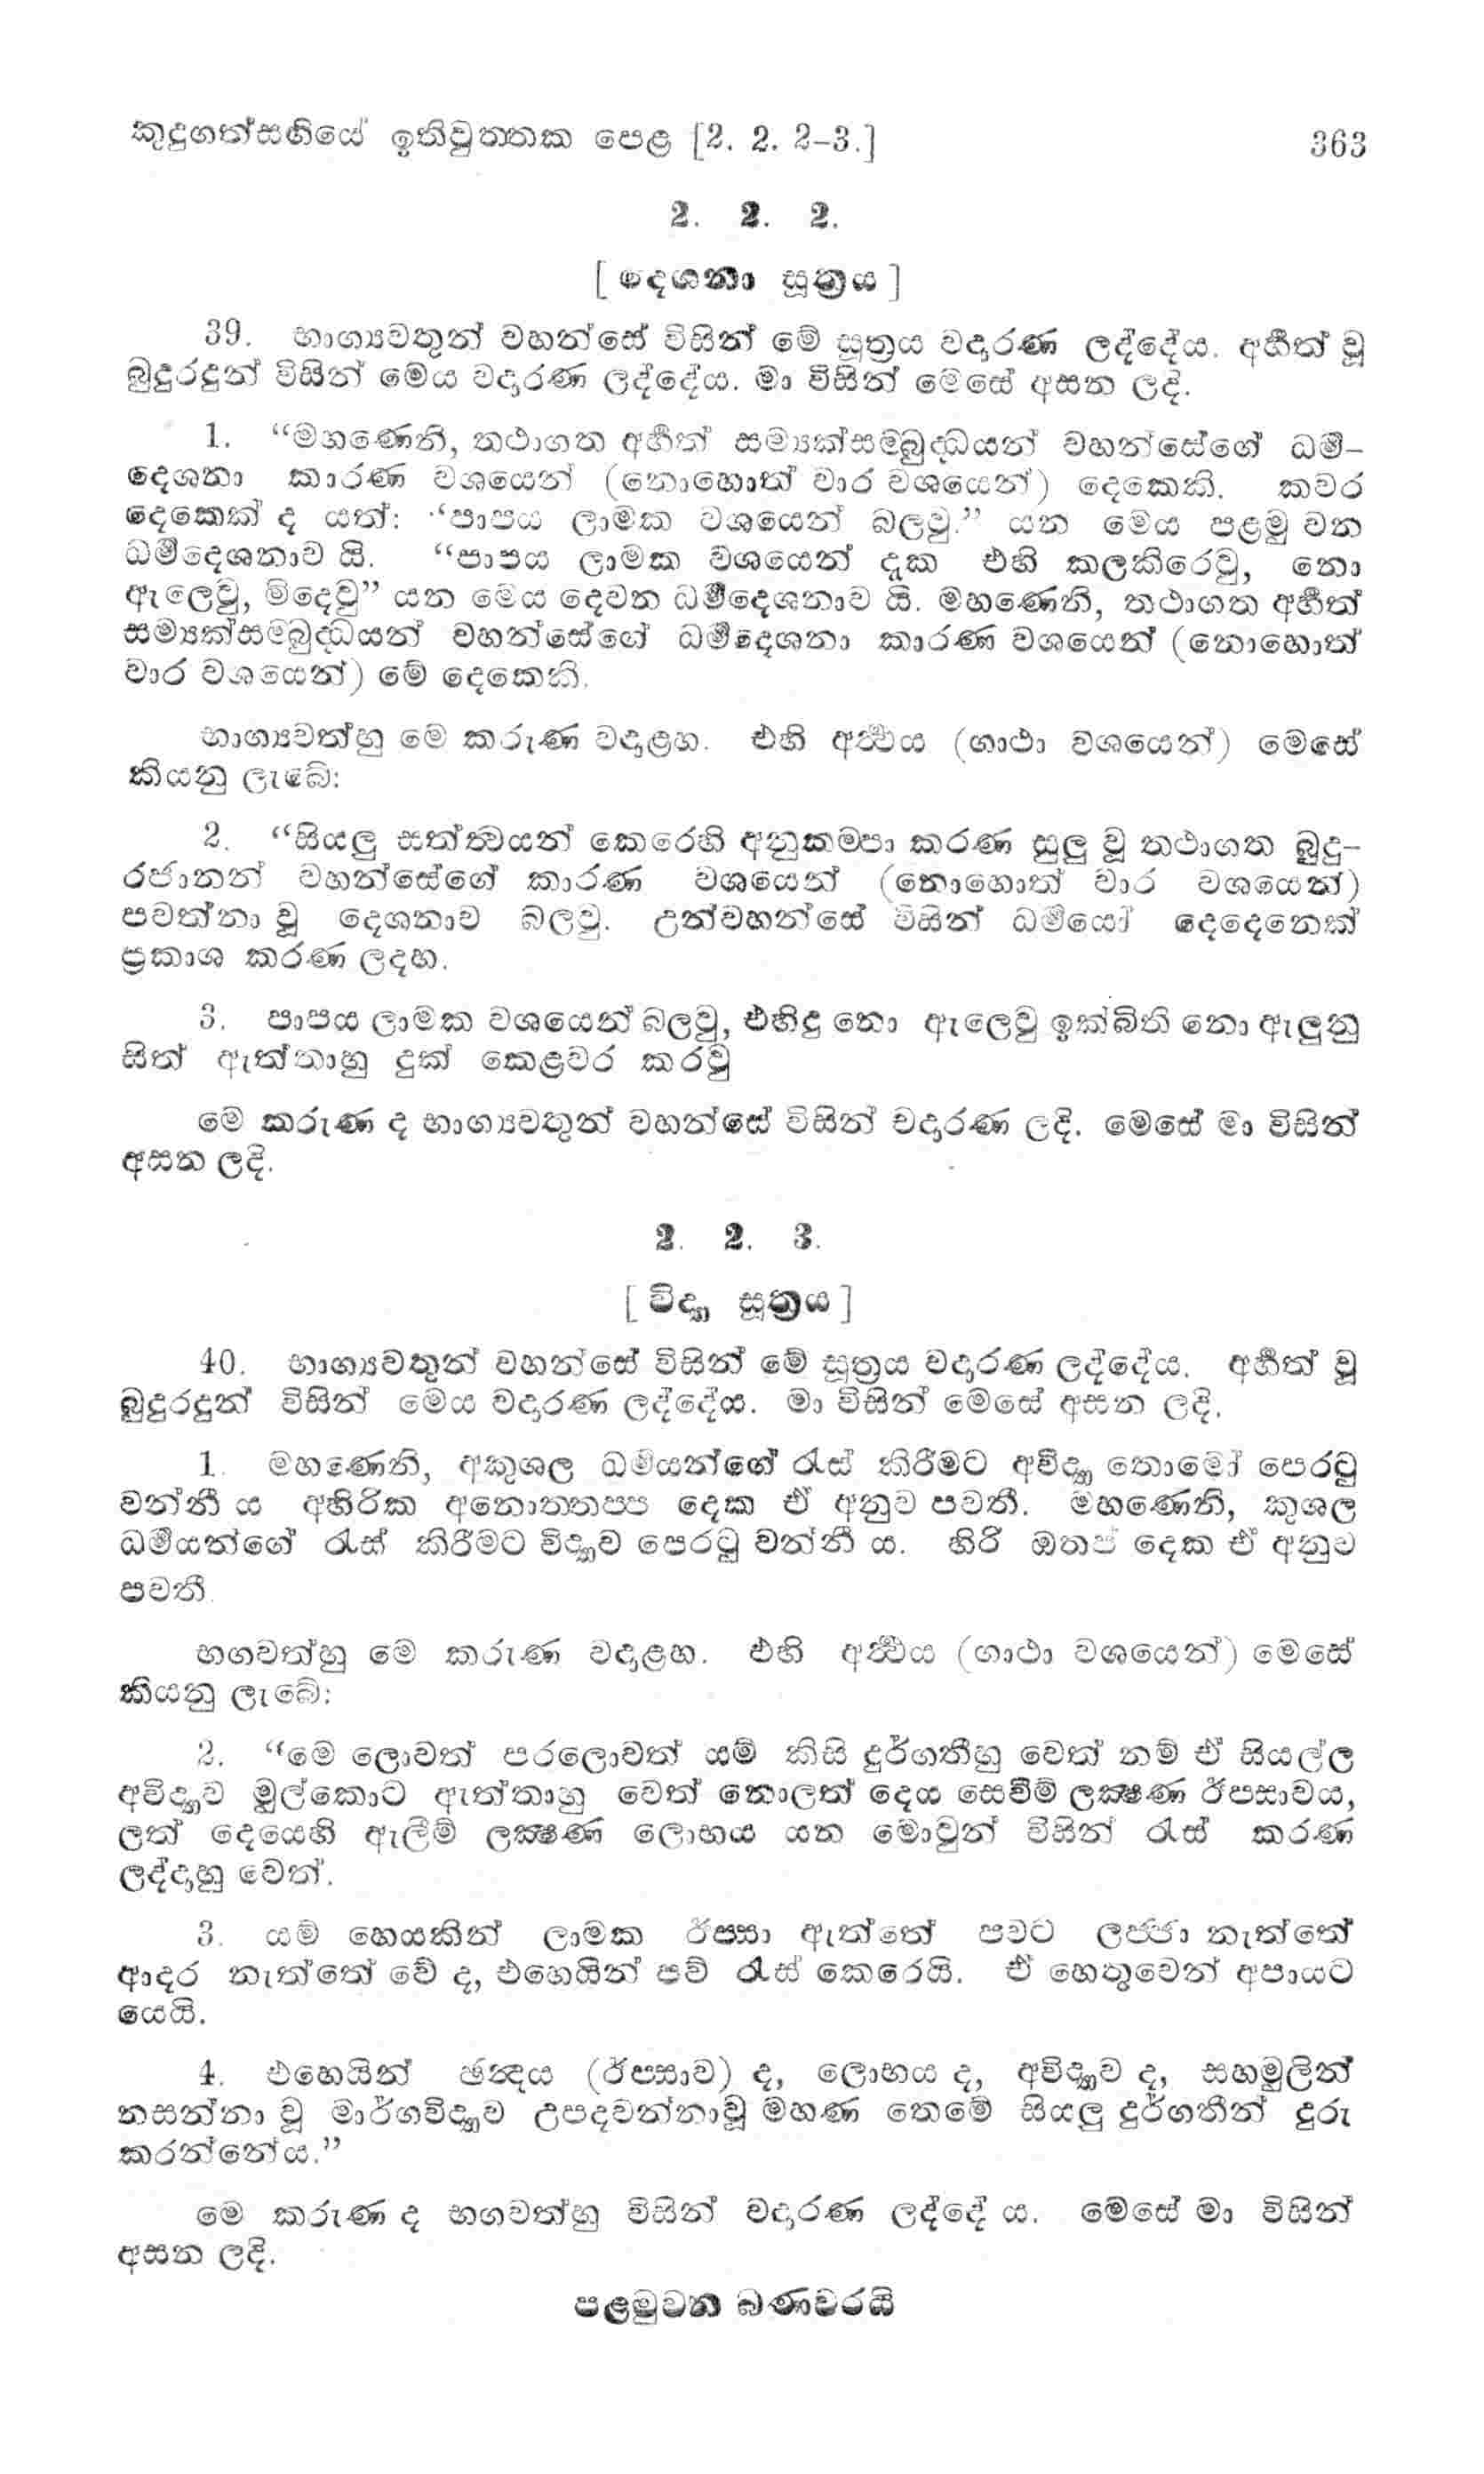 කුදුගත්සඟියේ ඉතිවුත්තක පෙළ [2. 2. 2–3.] 363
2. 2. 2.
[ දෙශනා සූත්‍රය ]
39. භාග්‍යවතුන් වහන්සේ විසින් මේ සූත්‍රය වදාරණ ලද්දේය. අර්හත් වූ
බුදුරදුන් විසින් මෙය වදාරණ ලද්දේය. මා විසින් මෙසේ අසන ලදි.
1. “මහණෙනි, තථාගත අර්හත් සම්‍යක්සම්බුද්ධයන් වහන්සේගේ ධර්ම–
දෙශනා කාරණ වශයෙන් (නොහොත් වාර වශයෙන්) දෙකෙකි. කවර
දෙකෙක් ද යත්: “පාපය ලාමක වශයෙන් බලවු.” යන මෙය පළමු වන
ධර්මදෙශනාව යි. “පාපය ලාමක වශයෙන් දැක එහි කලකිරෙවු, නො
ඇලෙවු, මිදෙවු” යන මෙය දෙවන ධර්මදෙශනාව යි. මහණෙනි, තථාගත අර්හත්
සම්‍යක්සම්බුද්ධයන් වහන්සේගේ ධර්මදෙශනා කාරණ වශයෙන් (නොහොත්
වාර වශයෙන්) මේ දෙකෙකි.
භාග්‍යවත්හු මෙ කරුණ වදාළහ. එහි අර්ත්‍ථය (ගාථා වශයෙන්) මෙසේ
කියනු ලැබේ:
2. “සියලු සත්ත්‍වයන් කෙරෙහි අනුකම්පා කරණ සුලු වූ තථාගත බුදු–
රජානන් වහන්සේගේ කාරණ වශයෙන් (නොහොත් වාර වශයෙන්)
පවත්නා වූ දෙශනාව බලවු. උන්වහන්සේ විසින් ධර්මයෝ දෙදෙනෙක්
ප්‍රකාශ කරණ ලදහ.
3. පාපය ලාමක වශයෙන් බලවු, එහිදු නො ඇලෙවු ඉක්බිති නො ඇලුනු
සිත් ඇත්තාහු දුක් කෙළවර කරවු
මෙ කරුණ ද භාග්‍යවතුන් වහන්සේ විසින් වදාරණ ලදි. මෙසේ මා විසින්
අසන ලදි.
2. 2. 3.
[ විද්‍යා සූත්‍රය ]
40. භාග්‍යවතුන් වහන්සේ විසින් මේ සූත්‍රය වදාරණ ලද්දේය. අර්හත් වූ
බුදුරදුන් විසින් මෙය වදාරණ ලද්දේය. මා විසින් මෙසේ අසන ලදි.
1. මහණෙනි, අකුශල ධර්මයන්ගේ රැස් කිරීමට අවිද්‍යා තොමෝ පෙරටු
වන්නී ය අහිරික අනොත්තප්ප දෙක ඒ අනුව පවතී. මහණෙනි, කුශල
ධර්මයන්ගේ රැස් කිරීමට විද්‍යාව පෙරටු වන්නී ය. හිරි ඔතප් දෙක ඒ අනුව
පවතී.
භගවත්හු මෙ කරුණ වදාළහ. එහි අර්ත්‍ථය (ගාථා වශයෙන්) මෙසේ
කියනු ලැබේ:
2. “මෙ ලොවත් පරලොවත් යම් කිසි දුර්ගතීහු වෙත් නම් ඒ සියල්ල
අවිද්‍යාව මුල්කොට ඇත්තාහු වෙත් නොලත් දෙය සෙවීම් ලක්‍ෂණ ඊප්සාවය,
ලත් දෙයෙහි ඇලීම් ලක්‍ෂණ ලොභය යන මොවුන් විසින් රැස් කරණ
ලද්දාහු වෙත්.
3. යම් හෙයකින් ලාමක ඊප්සා ඇත්තේ පවට ලජ්ජා නැත්තේ
ආදර නැත්තේ වේ ද, එහෙයින් පව් රැස් කෙරෙයි. ඒ හෙතුවෙන් අපායට
යෙයි.
4. එහෙයින් ඡන්‍දය (ඊප්සාව) ද, ලොභය ද, අවිද්‍යාව ද, සහමුලින්
නසන්නා වූ මාර්ගවිද්‍යාව උපදවන්නාවූ මහණ තෙමේ සියලු දුර්ගතීන් දුරු
කරන්නේය.”
මෙ කරුණ ද භගවත්හු විසින් වදාරණ ලද්දේ ය. මෙසේ මා විසින්
අසන ලදි.
පළමුවන බණවරයි